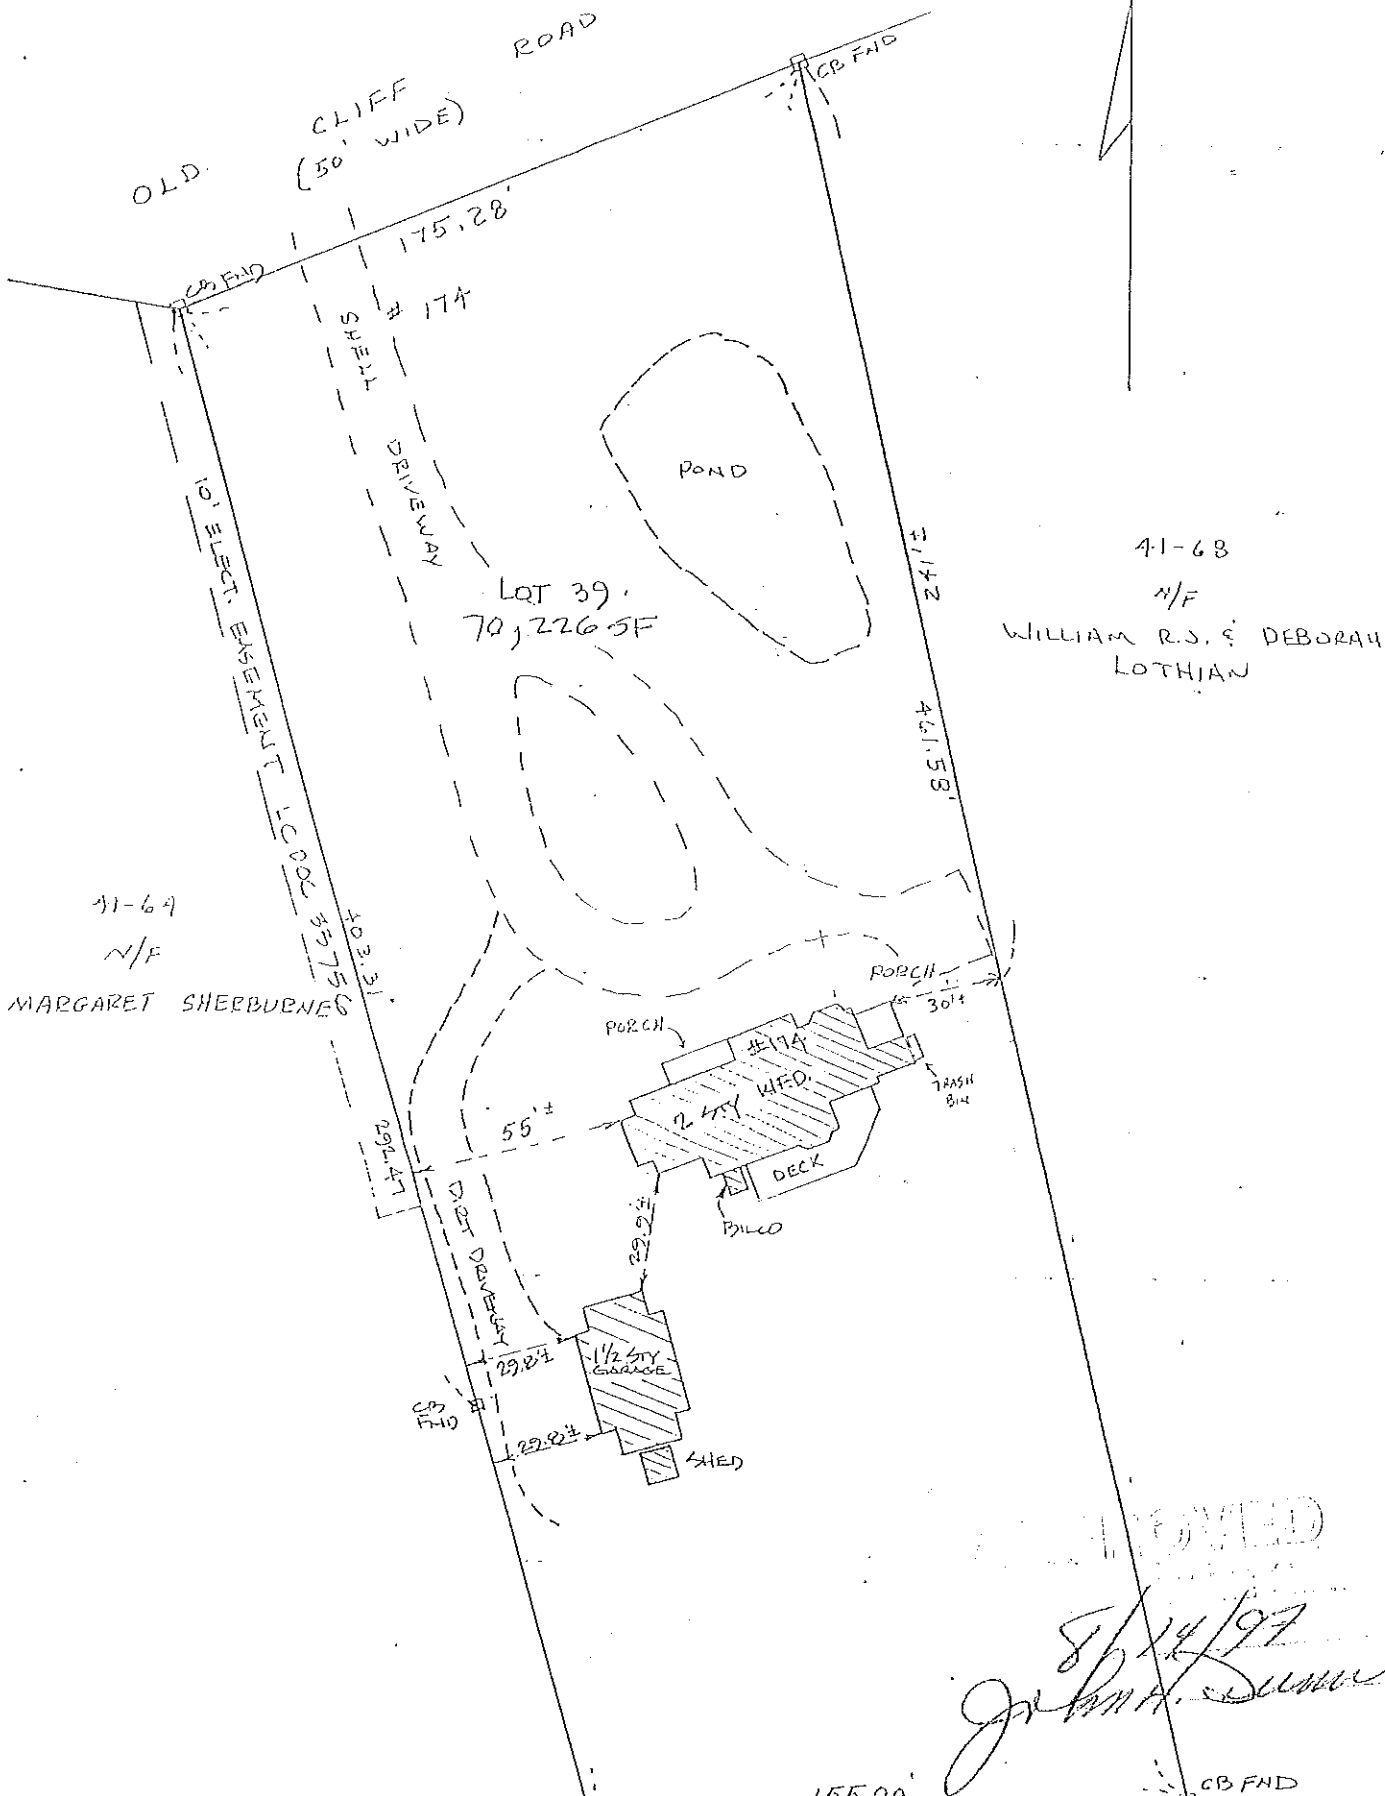 OLD CLIFF ROAD
(50' WIDE)
CB FND
CB FND
175.28'
# 174
SHELL DRIVEWAY
POND
LOT 39
70,226 SF
41-68
N/F
WILLIAM R.J. & DEBORAH
LOTHIAN
461.58'
10' ELECT. EASEMENT LC DOC 35756
403.31'
41-64
N/F
MARGARET SHERBURNE
PORCH
30'±
PORCH
#174
2 STY WFD.
TRASH
BIN
55'±
292.47
DECK
BILCO
29.9'±
DIRT DRIVEWAY
29.8'±
1 1/2 STY
GARAGE
CB
FND
29.8'±
SHED
8/14/97
John A. Dunn
CB FND